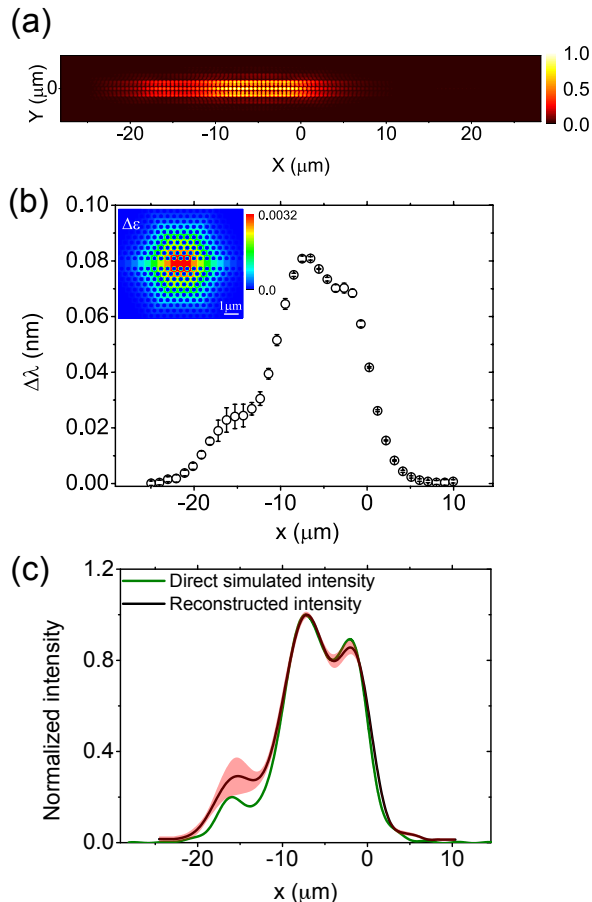 (a)
Y (μm)
0
1.0
0.5
0.0
-20 -10 0 10 20
X (μm)
(b)
Δε
0.0032
0.0
1μm
0.10
0.08
0.06
0.04
0.02
0.00
Δλ (nm)
-20 -10 0 10
x (μm)
(c)
Direct simulated intensity
Reconstructed intensity
1.2
0.8
0.4
0.0
Normalized intensity
-20 -10 0 10
x (μm)